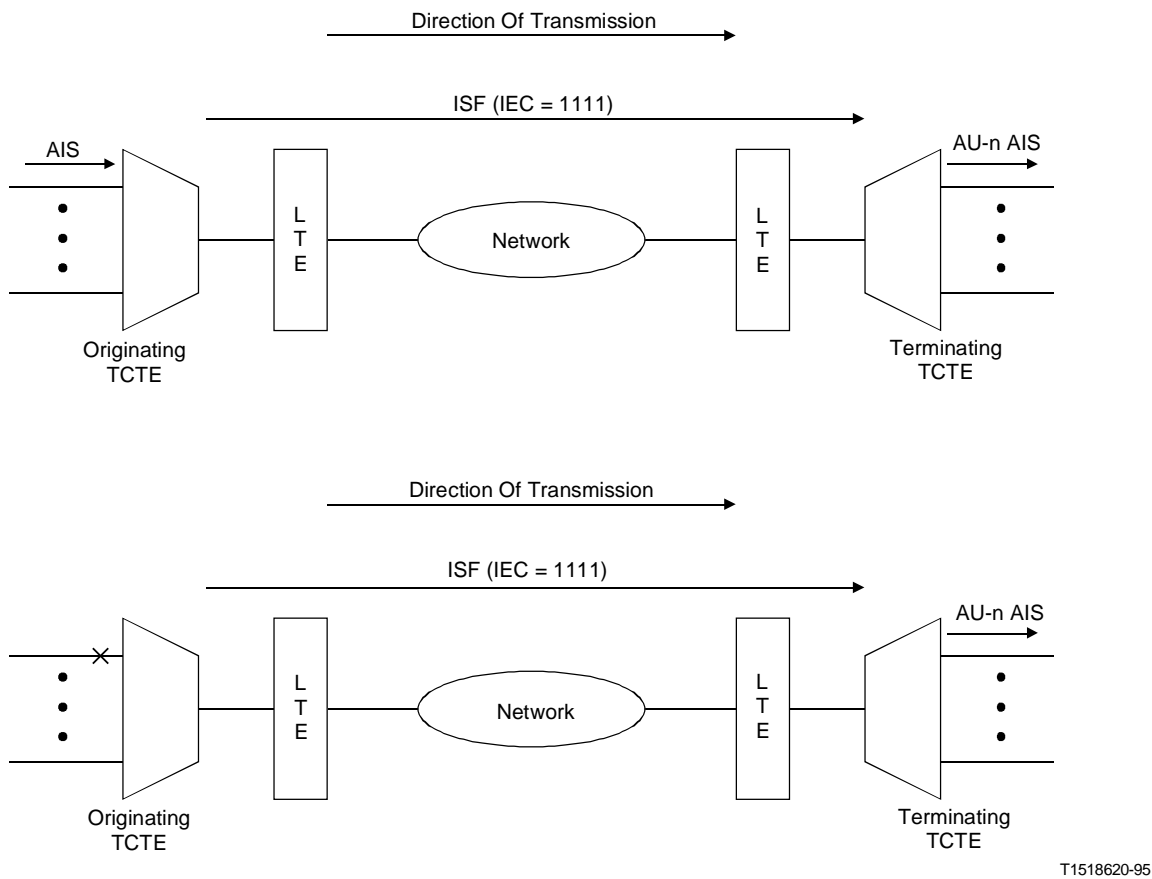 Direction Of Transmission
ISF (IEC = 1111)
AIS
AU-n AIS
L
T
E
Network
L
T
E
Originating
TCTE
Terminating
TCTE
Direction Of Transmission
ISF (IEC = 1111)
AU-n AIS
L
T
E
Network
L
T
E
Originating
TCTE
Terminating
TCTE
T1518620-95